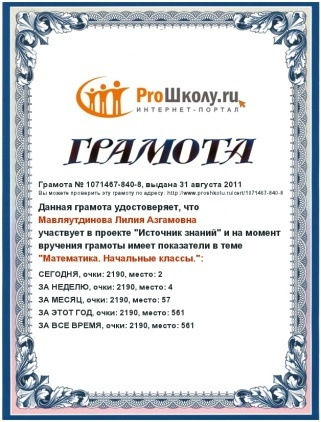 ProШколу.ru
ИНТЕРНЕТ-ПОРТАЛ
ГРАМОТА
Грамота № 1071467-840-8, выдана 31 августа 2011
Вы можете проверить эту грамоту по адресу: http://www.proshkolu.ru/cert/1071467-840-8
Данная грамота удостоверяет, что
Мавляутдинова Лилия Азгамовна
участвует в проекте "Источник знаний" и на момент
вручения грамоты имеет показатели в теме
"Математика. Начальные классы.":
СЕГОДНЯ, очки: 2190, место: 2
ЗА НЕДЕЛЮ, очки: 2190, место: 4
ЗА МЕСЯЦ, очки: 2190, место: 57
ЗА ЭТОТ ГОД, очки: 2190, место: 561
ЗА ВСЕ ВРЕМЯ, очки: 2190, место: 561